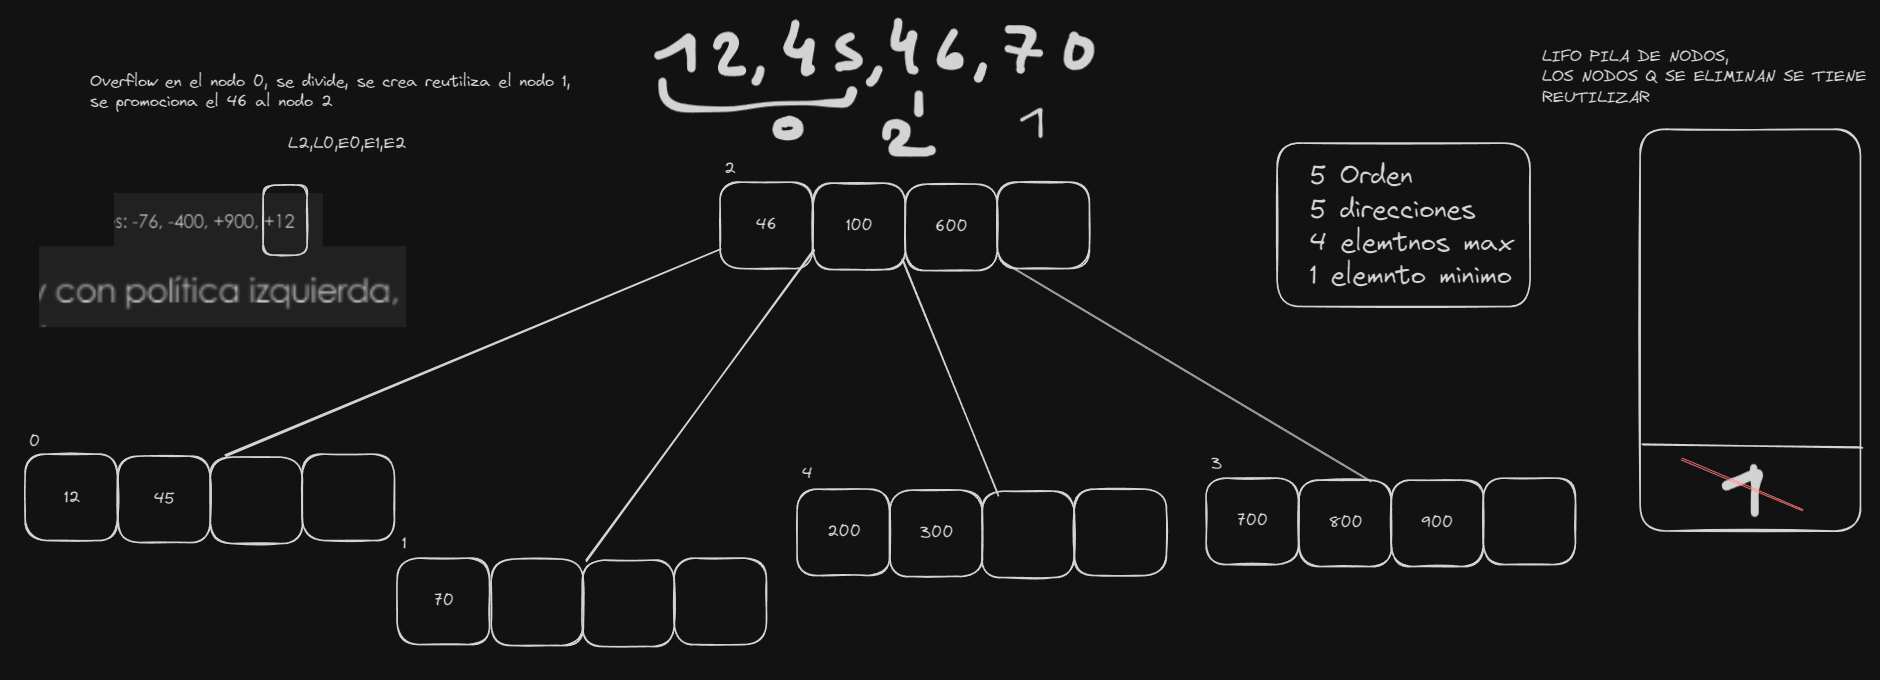 12, 45, 46, 70
0 2 1
Overflow en el nodo 0, se divide, se crea reutiliza el nodo 1,
se promociona el 46 al nodo 2
L2,L0,E0,E1,E2
s: -76, -400, +900, +12
y con política izquierda,
LIFO PILA DE NODOS,
LOS NODOS Q SE ELIMINAN SE TIENE
REUTILIZAR
5 Orden
5 direcciones
4 elemtnos max
1 elemnto minimo
2
46 100 600
0
12 45
1
70
4
200 300
3
700 800 900
1